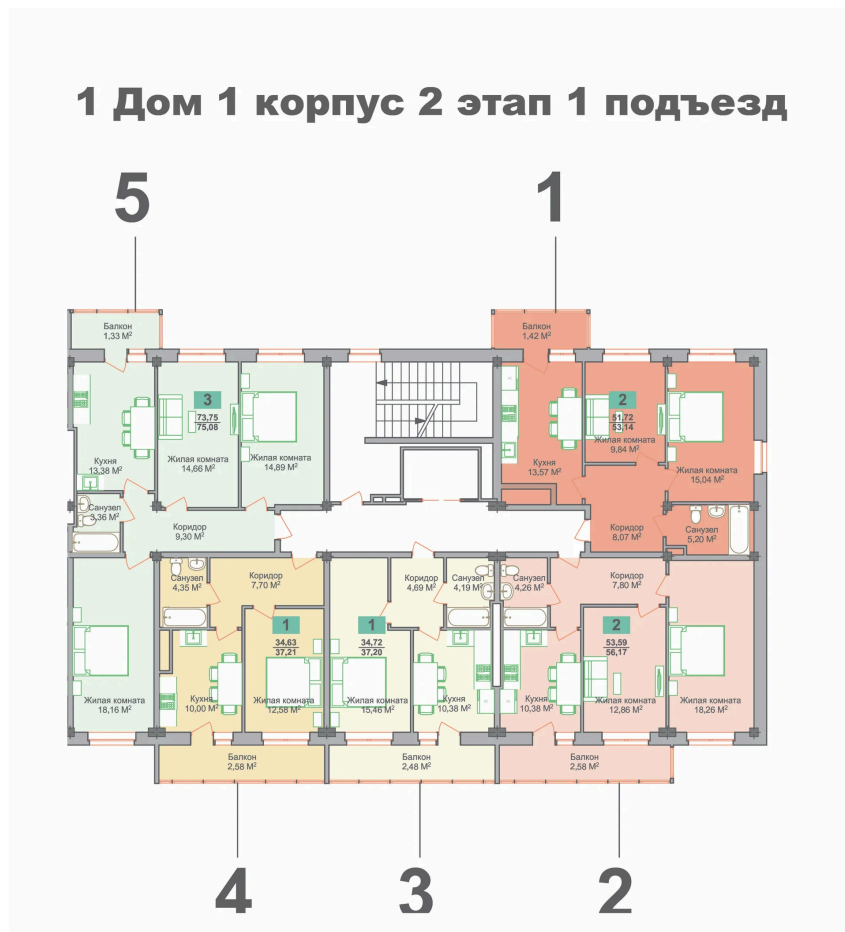 1 Дом 1 корпус 2 этап 1 подъезд
5
1
Балкон
1,33 М²
Балкон
1,42 М²
3
73,75
75,08
2
51,72
53,14
Кухня
13,38 М²
Жилая комната
14,66 М²
Жилая комната
14,89 М²
Кухня
13,57 М²
Жилая комната
9,84 М²
Жилая комната
15,04 М²
Санузел
3,36 М²
Коридор
9,30 М²
Коридор
8,07 М²
Санузел
5,20 М²
Санузел
4,35 М²
Коридор
7,70 М²
Коридор
4,69 М²
Санузел
4,19 М²
Санузел
4,26 М²
Коридор
7,80 М²
1
34,63
37,21
1
34,72
37,20
2
53,59
56,17
Жилая комната
18,16 М²
Кухня
10,00 М²
Жилая комната
12,58 М²
Жилая комната
15,46 М²
Кухня
10,38 М²
Кухня
10,38 М²
Жилая комната
12,86 М²
Жилая комната
18,26 М²
Балкон
2,58 М²
Балкон
2,48 М²
Балкон
2,58 М²
4
3
2